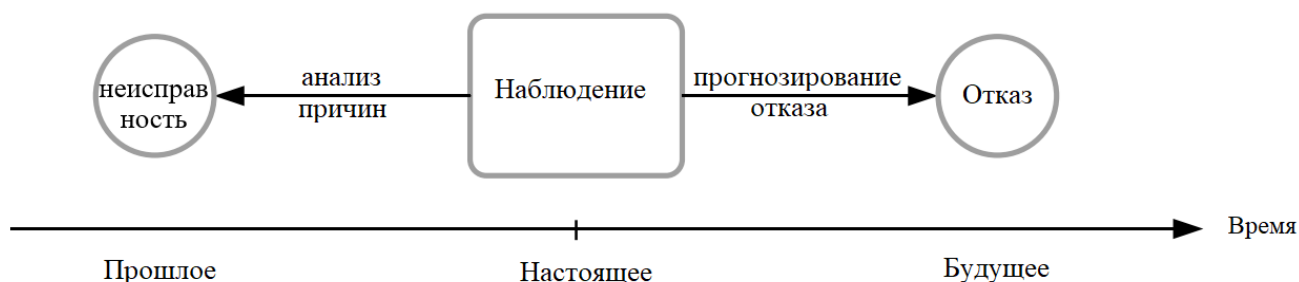 неисправ
ность
анализ
причин
Наблюдение
прогнозирование
отказа
Отказ
Время
Прошлое
Настоящее
Будущее